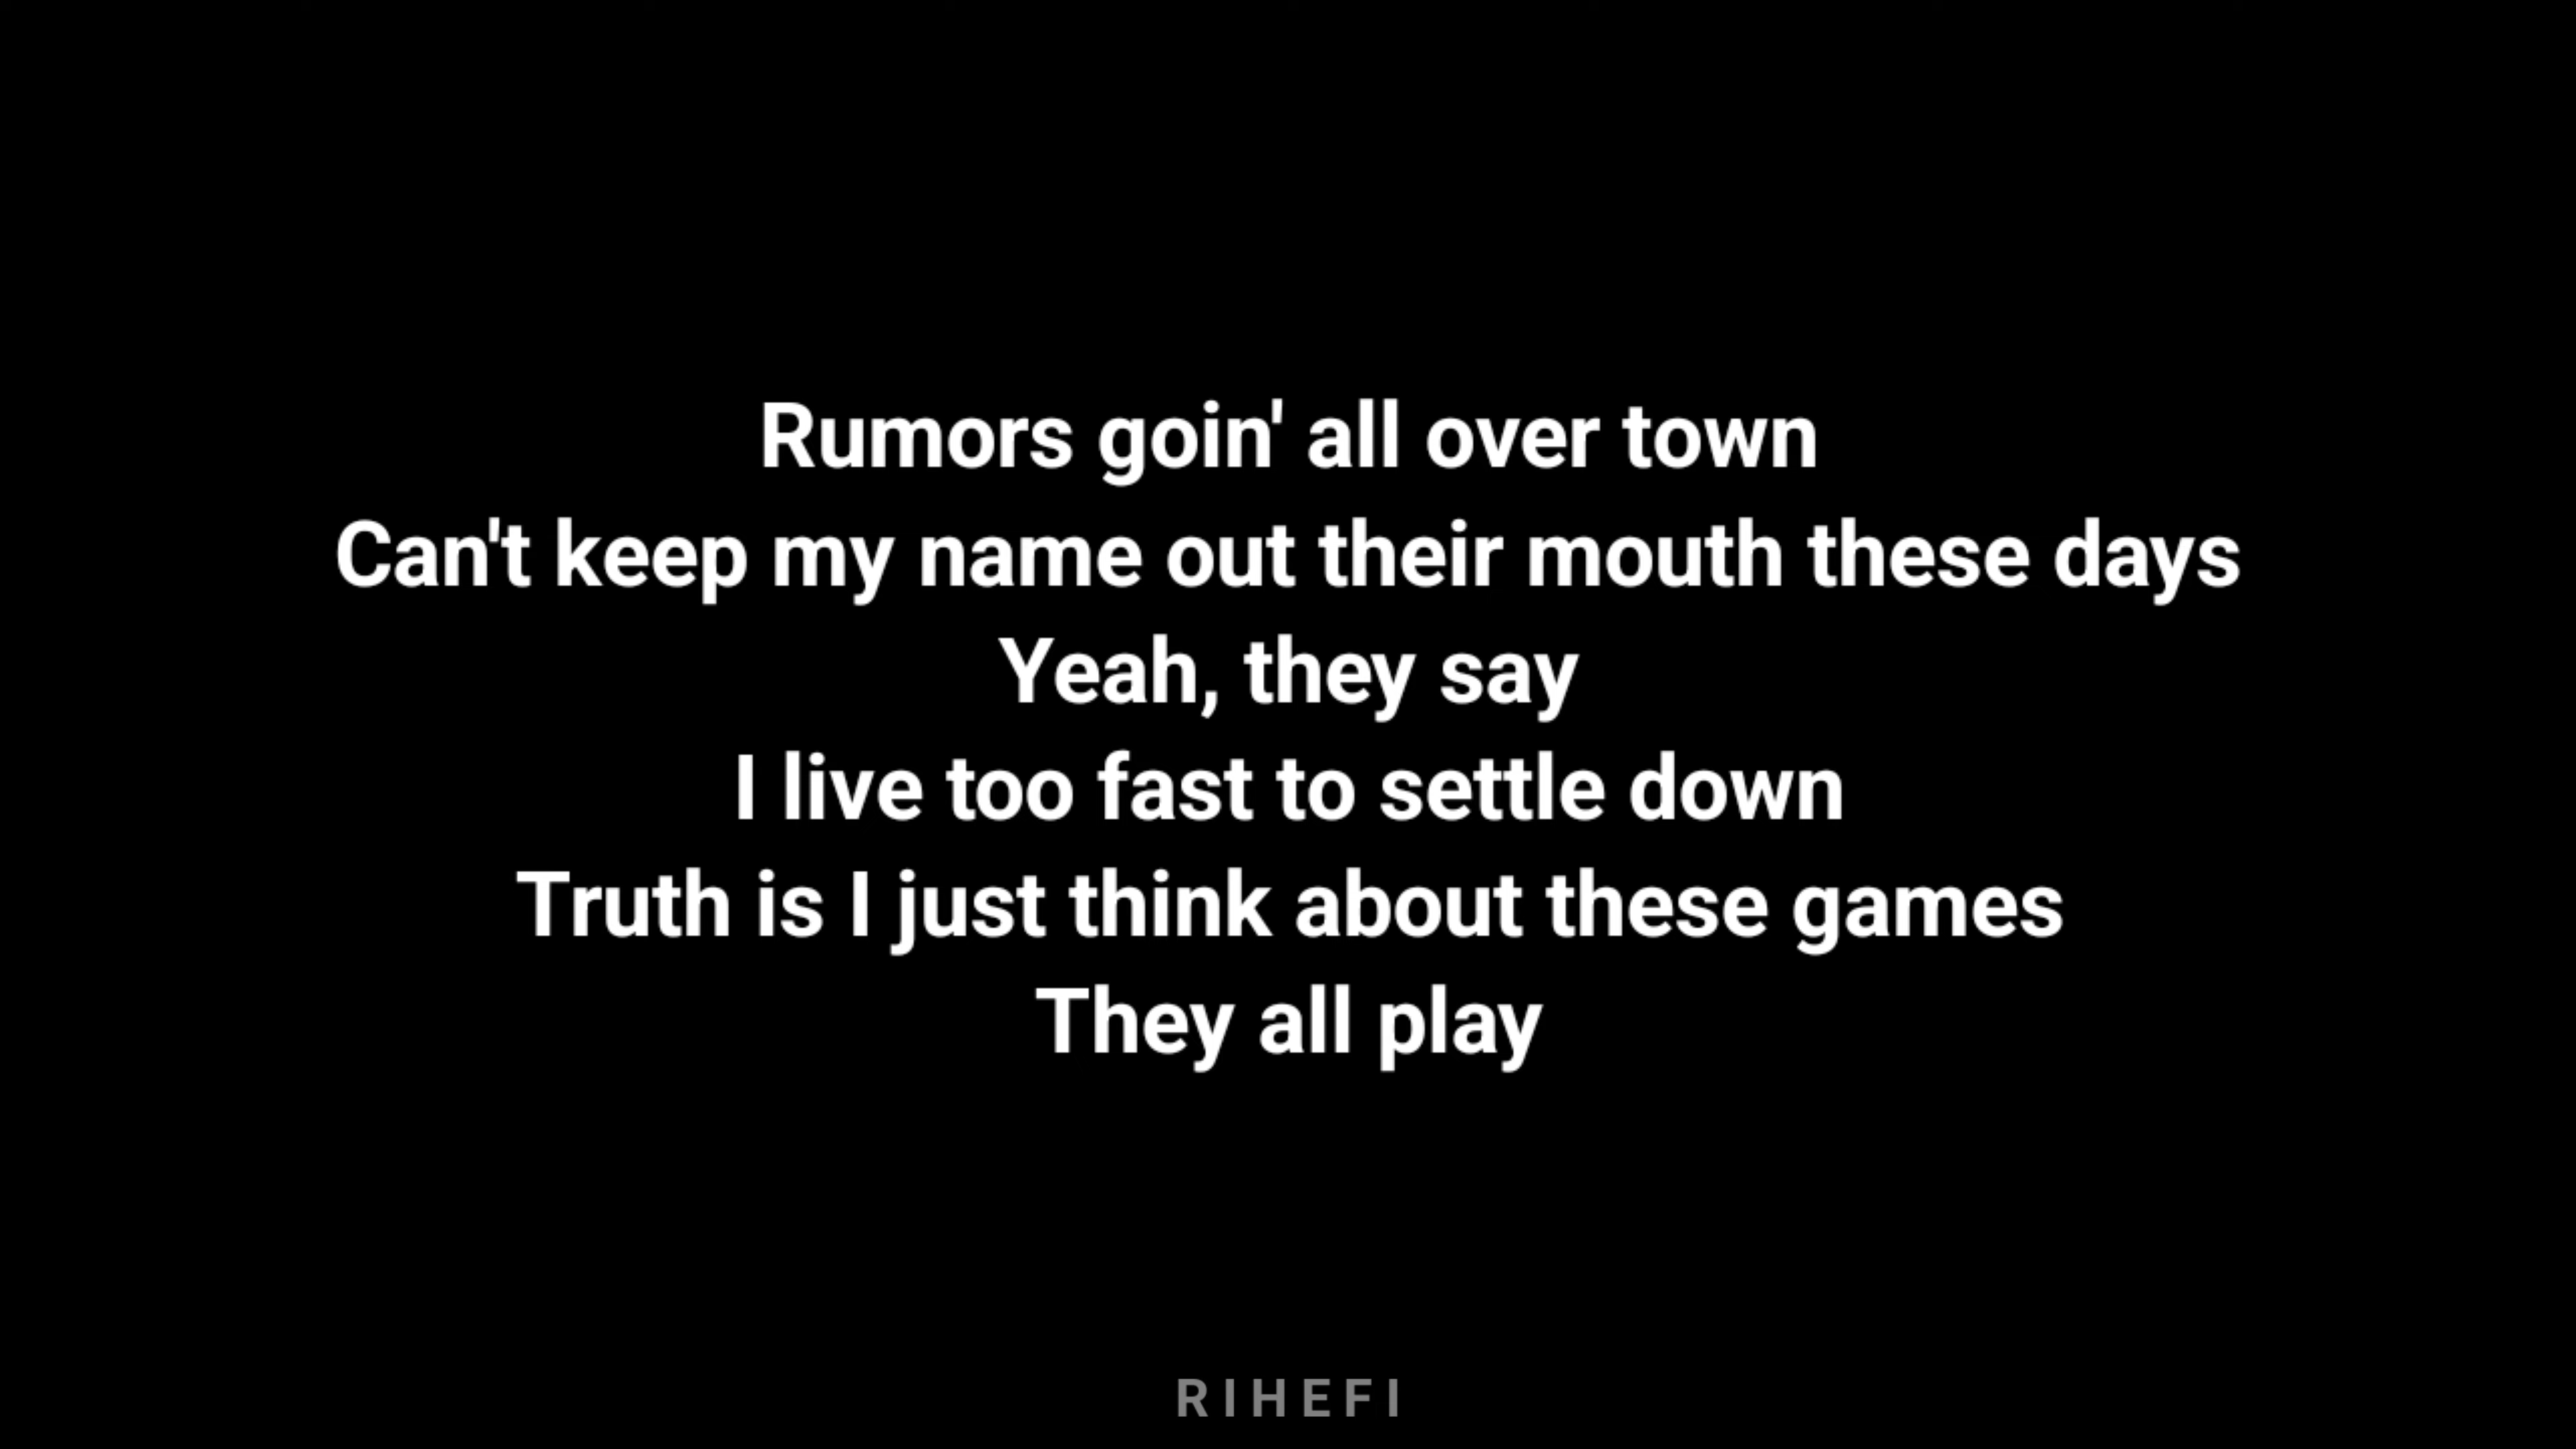 Rumors goin' all over town
Can't keep my name out their mouth these days
Yeah, they say
I live too fast to settle down
Truth is I just think about these games
They all play
RIHEFI